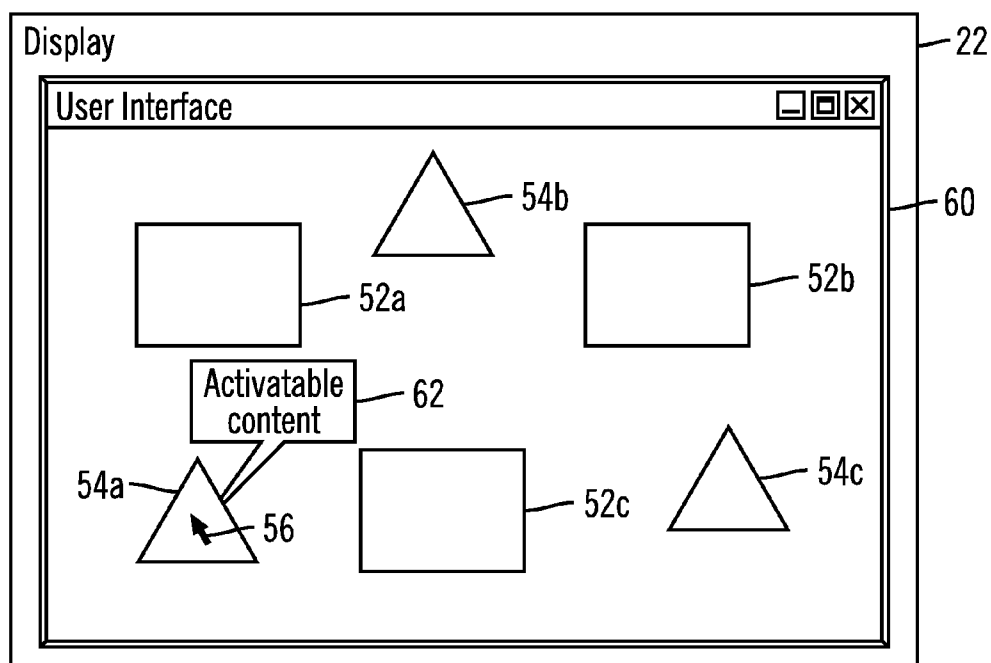 Display
22
User Interface
54b
60
52a
52b
Activatable
content
62
54a
54c
52c
56